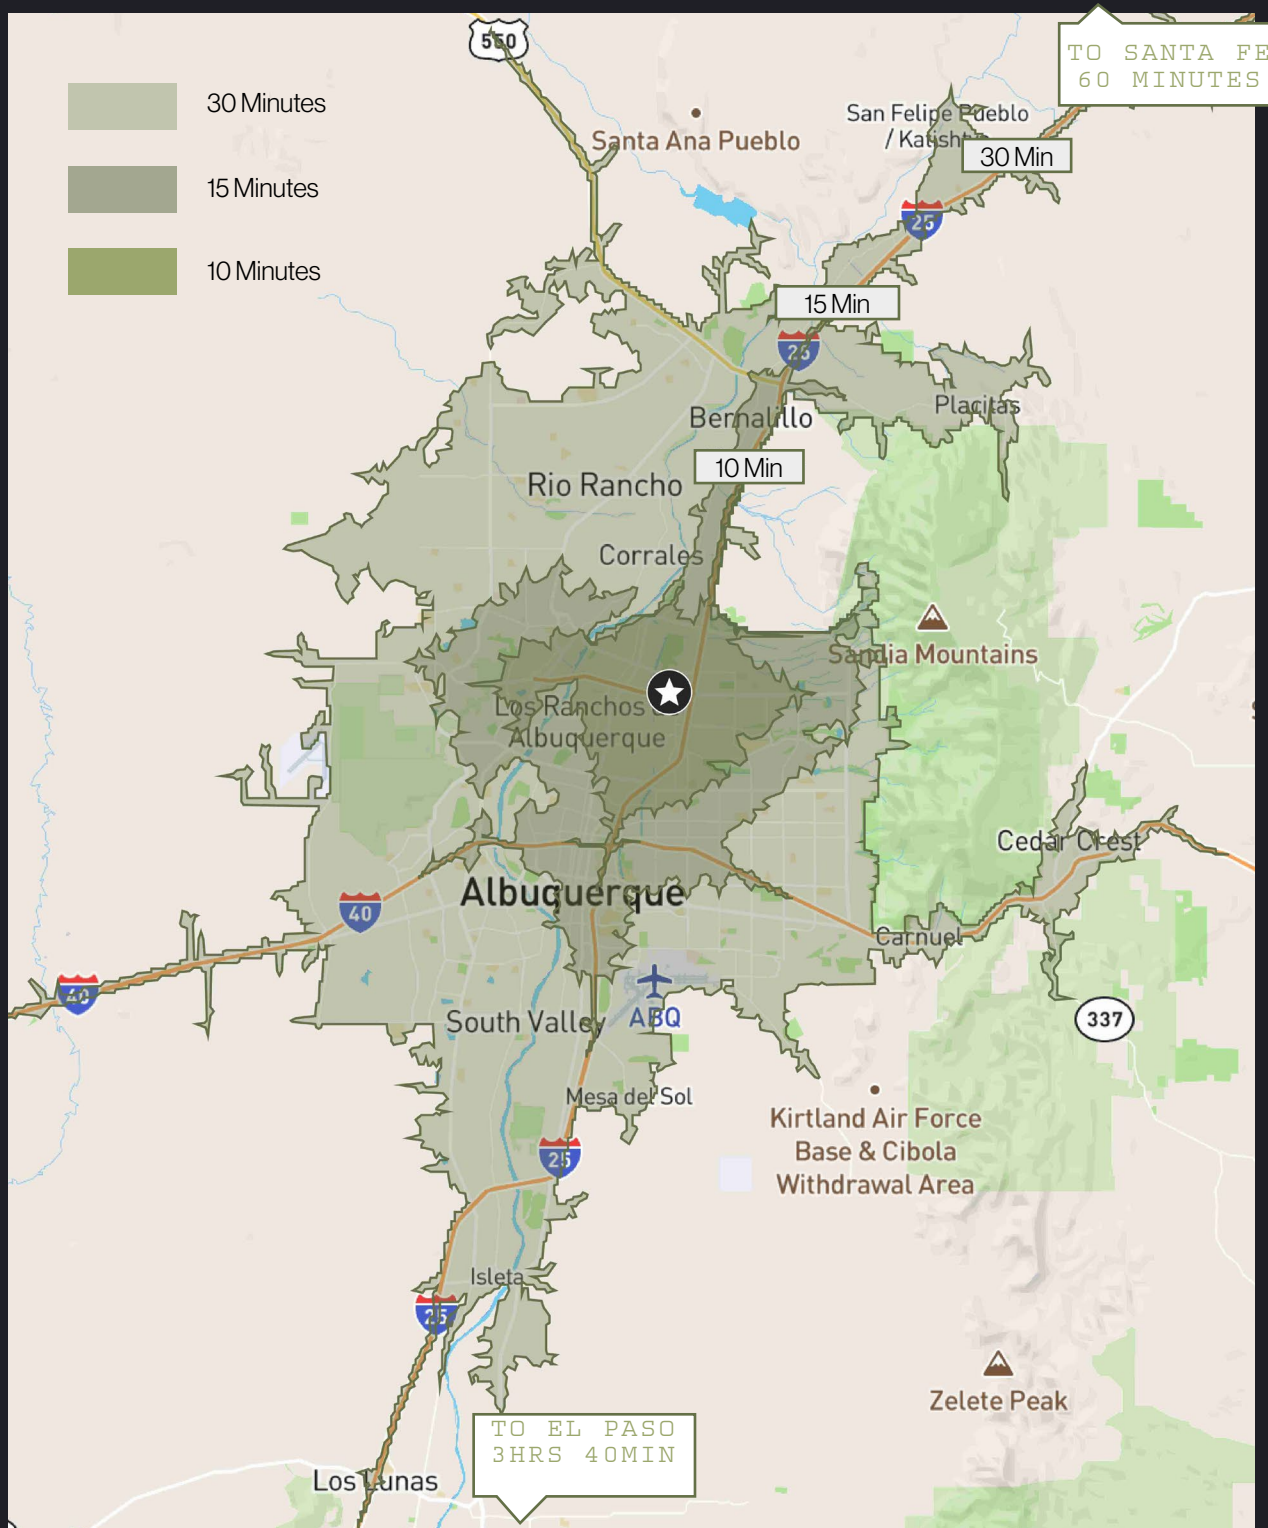 550
TO SANTA FE
60 MINUTES
30 Minutes
15 Minutes
10 Minutes
Santa Ana Pueblo
San Felipe Pueblo
30 Min
25
15 Min
25
Placitas
Bernalillo
10 Min
Rio Rancho
Corrales
Sandia Mountains
Los Ranchos
Albuquerque
Cedar Crest
Albuquerque
40
Carnuel
40
337
South Valley
ABQ
Mesa del Sol
Kirtland Air Force
Base & Cibola
Withdrawal Area
25
Isleta
25
Zelete Peak
TO EL PASO
3HRS 40MIN
Los Lunas